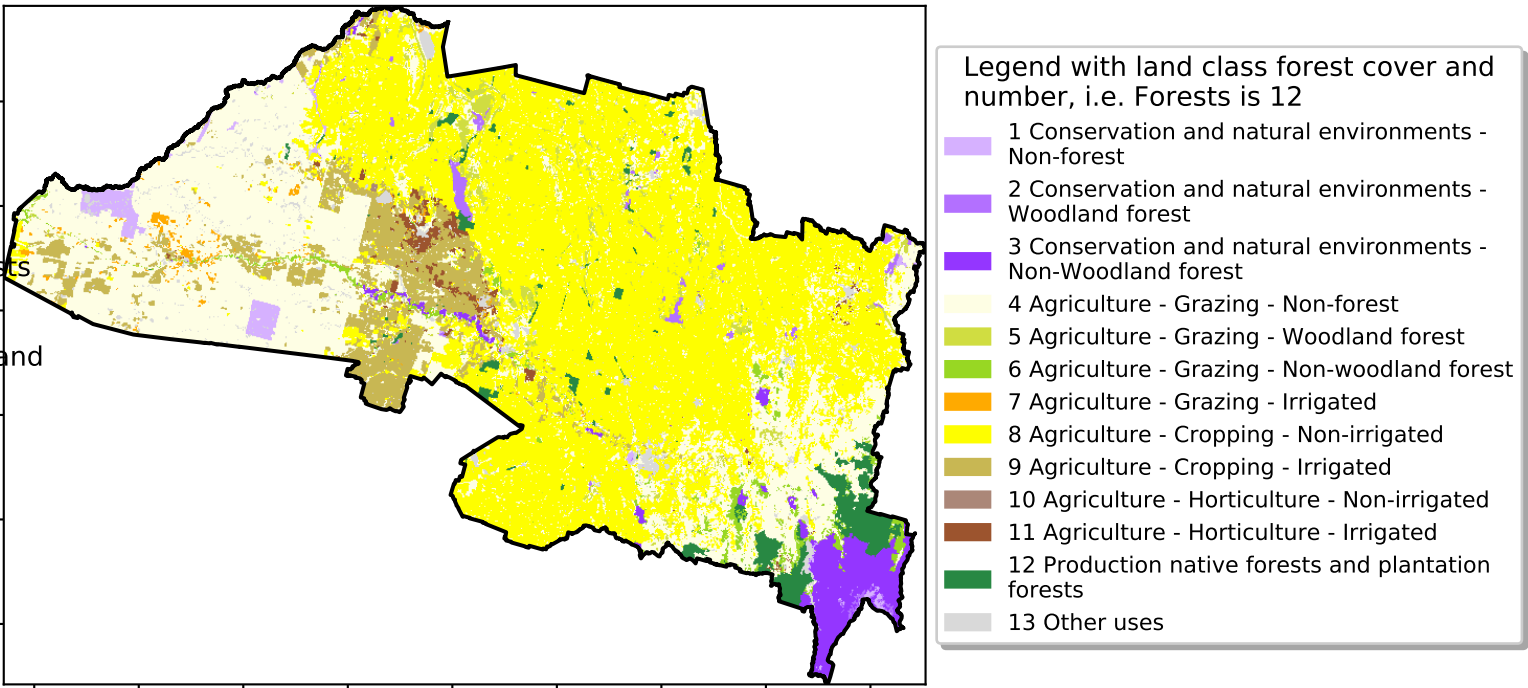 sts
and
Legend with land class forest cover and
number, i.e. Forests is 12
1 Conservation and natural environments -
Non-forest
2 Conservation and natural environments -
Woodland forest
3 Conservation and natural environments -
Non-Woodland forest
4 Agriculture - Grazing - Non-forest
5 Agriculture - Grazing - Woodland forest
6 Agriculture - Grazing - Non-woodland forest
7 Agriculture - Grazing - Irrigated
8 Agriculture - Cropping - Non-irrigated
9 Agriculture - Cropping - Irrigated
10 Agriculture - Horticulture - Non-irrigated
11 Agriculture - Horticulture - Irrigated
12 Production native forests and plantation
forests
13 Other uses